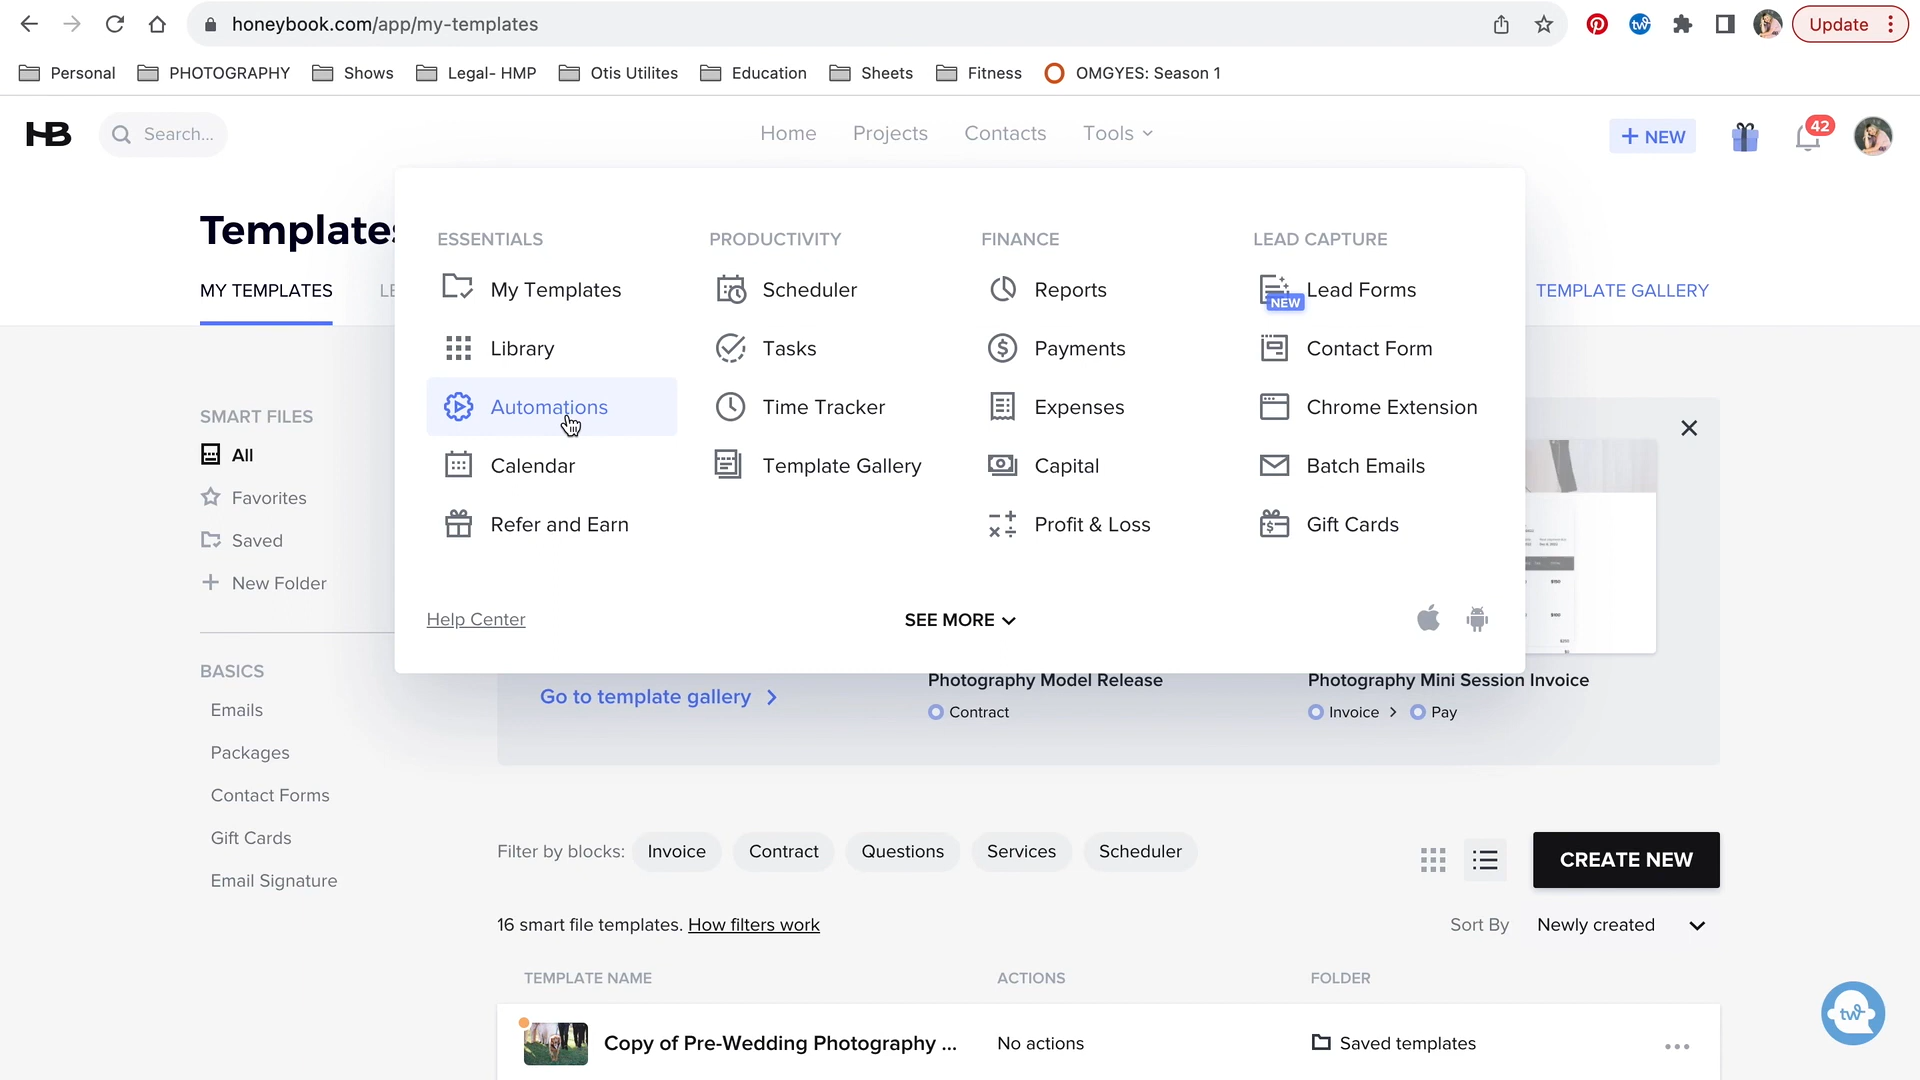 honeybook.com/app/my-templates
Update
Personal
PHOTOGRAPHY
Shows
Legal- HMP
Otis Utilites
Education
Sheets
Fitness
OMGYES: Season 1
HB
Search...
Home
Projects
Contacts
Tools
+ NEW
42
Templates
MY TEMPLATES
LE
TEMPLATE GALLERY
ESSENTIALS
My Templates
Library
Automations
Calendar
Refer and Earn
PRODUCTIVITY
Scheduler
Tasks
Time Tracker
Template Gallery
FINANCE
Reports
Payments
Expenses
Capital
Profit & Loss
LEAD CAPTURE
Lead Forms
NEW
Contact Form
Chrome Extension
Batch Emails
Gift Cards
Help Center
SEE MORE
SMART FILES
All
Favorites
Saved
New Folder
BASICS
Emails
Packages
Contact Forms
Gift Cards
Email Signature
Go to template gallery
Photography Model Release
Contract
Photography Mini Session Invoice
Invoice > Pay
Filter by blocks:
Invoice
Contract
Questions
Services
Scheduler
CREATE NEW
16 smart file templates. How filters work
Sort By Newly created
TEMPLATE NAME
ACTIONS
FOLDER
Copy of Pre-Wedding Photography ...
No actions
Saved templates
tw